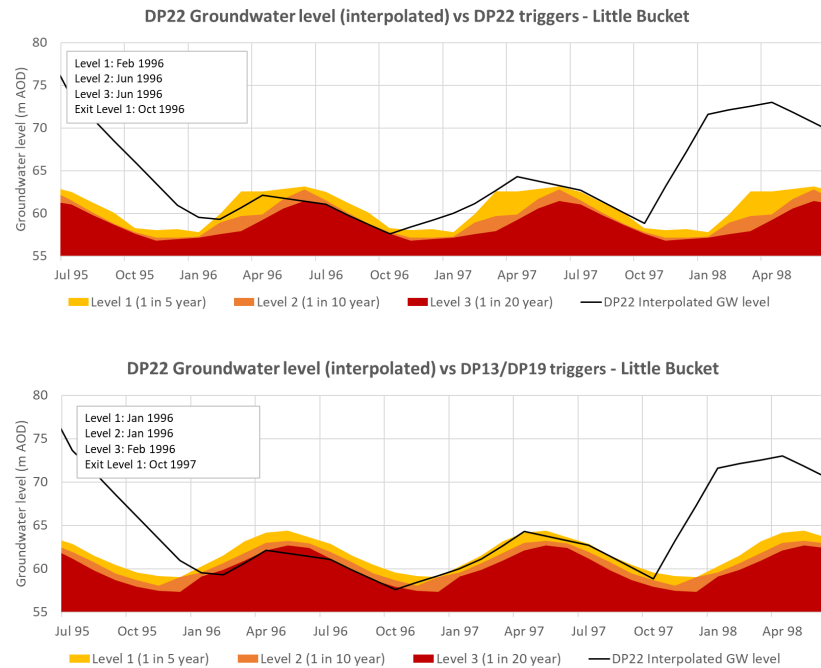 DP22 Groundwater level (interpolated) vs DP22 triggers - Little Bucket
Groundwater level (m AOD)
80
75
70
65
60
55
Level 1: Feb 1996
Level 2: Jun 1996
Level 3: Jun 1996
Exit Level 1: Oct 1996
Jul 95 Oct 95 Jan 96 Apr 96 Jul 96 Oct 96 Jan 97 Apr 97 Jul 97 Oct 97 Jan 98 Apr 98
Level 1 (1 in 5 year) Level 2 (1 in 10 year) Level 3 (1 in 20 year) DP22 Interpolated GW level
DP22 Groundwater level (interpolated) vs DP13/DP19 triggers - Little Bucket
Groundwater level (m AOD)
80
75
70
65
60
55
Level 1: Jan 1996
Level 2: Jan 1996
Level 3: Feb 1996
Exit Level 1: Oct 1997
Jul 95 Oct 95 Jan 96 Apr 96 Jul 96 Oct 96 Jan 97 Apr 97 Jul 97 Oct 97 Jan 98 Apr 98
Level 1 (1 in 5 year) Level 2 (1 in 10 year) Level 3 (1 in 20 year) DP22 Interpolated GW level